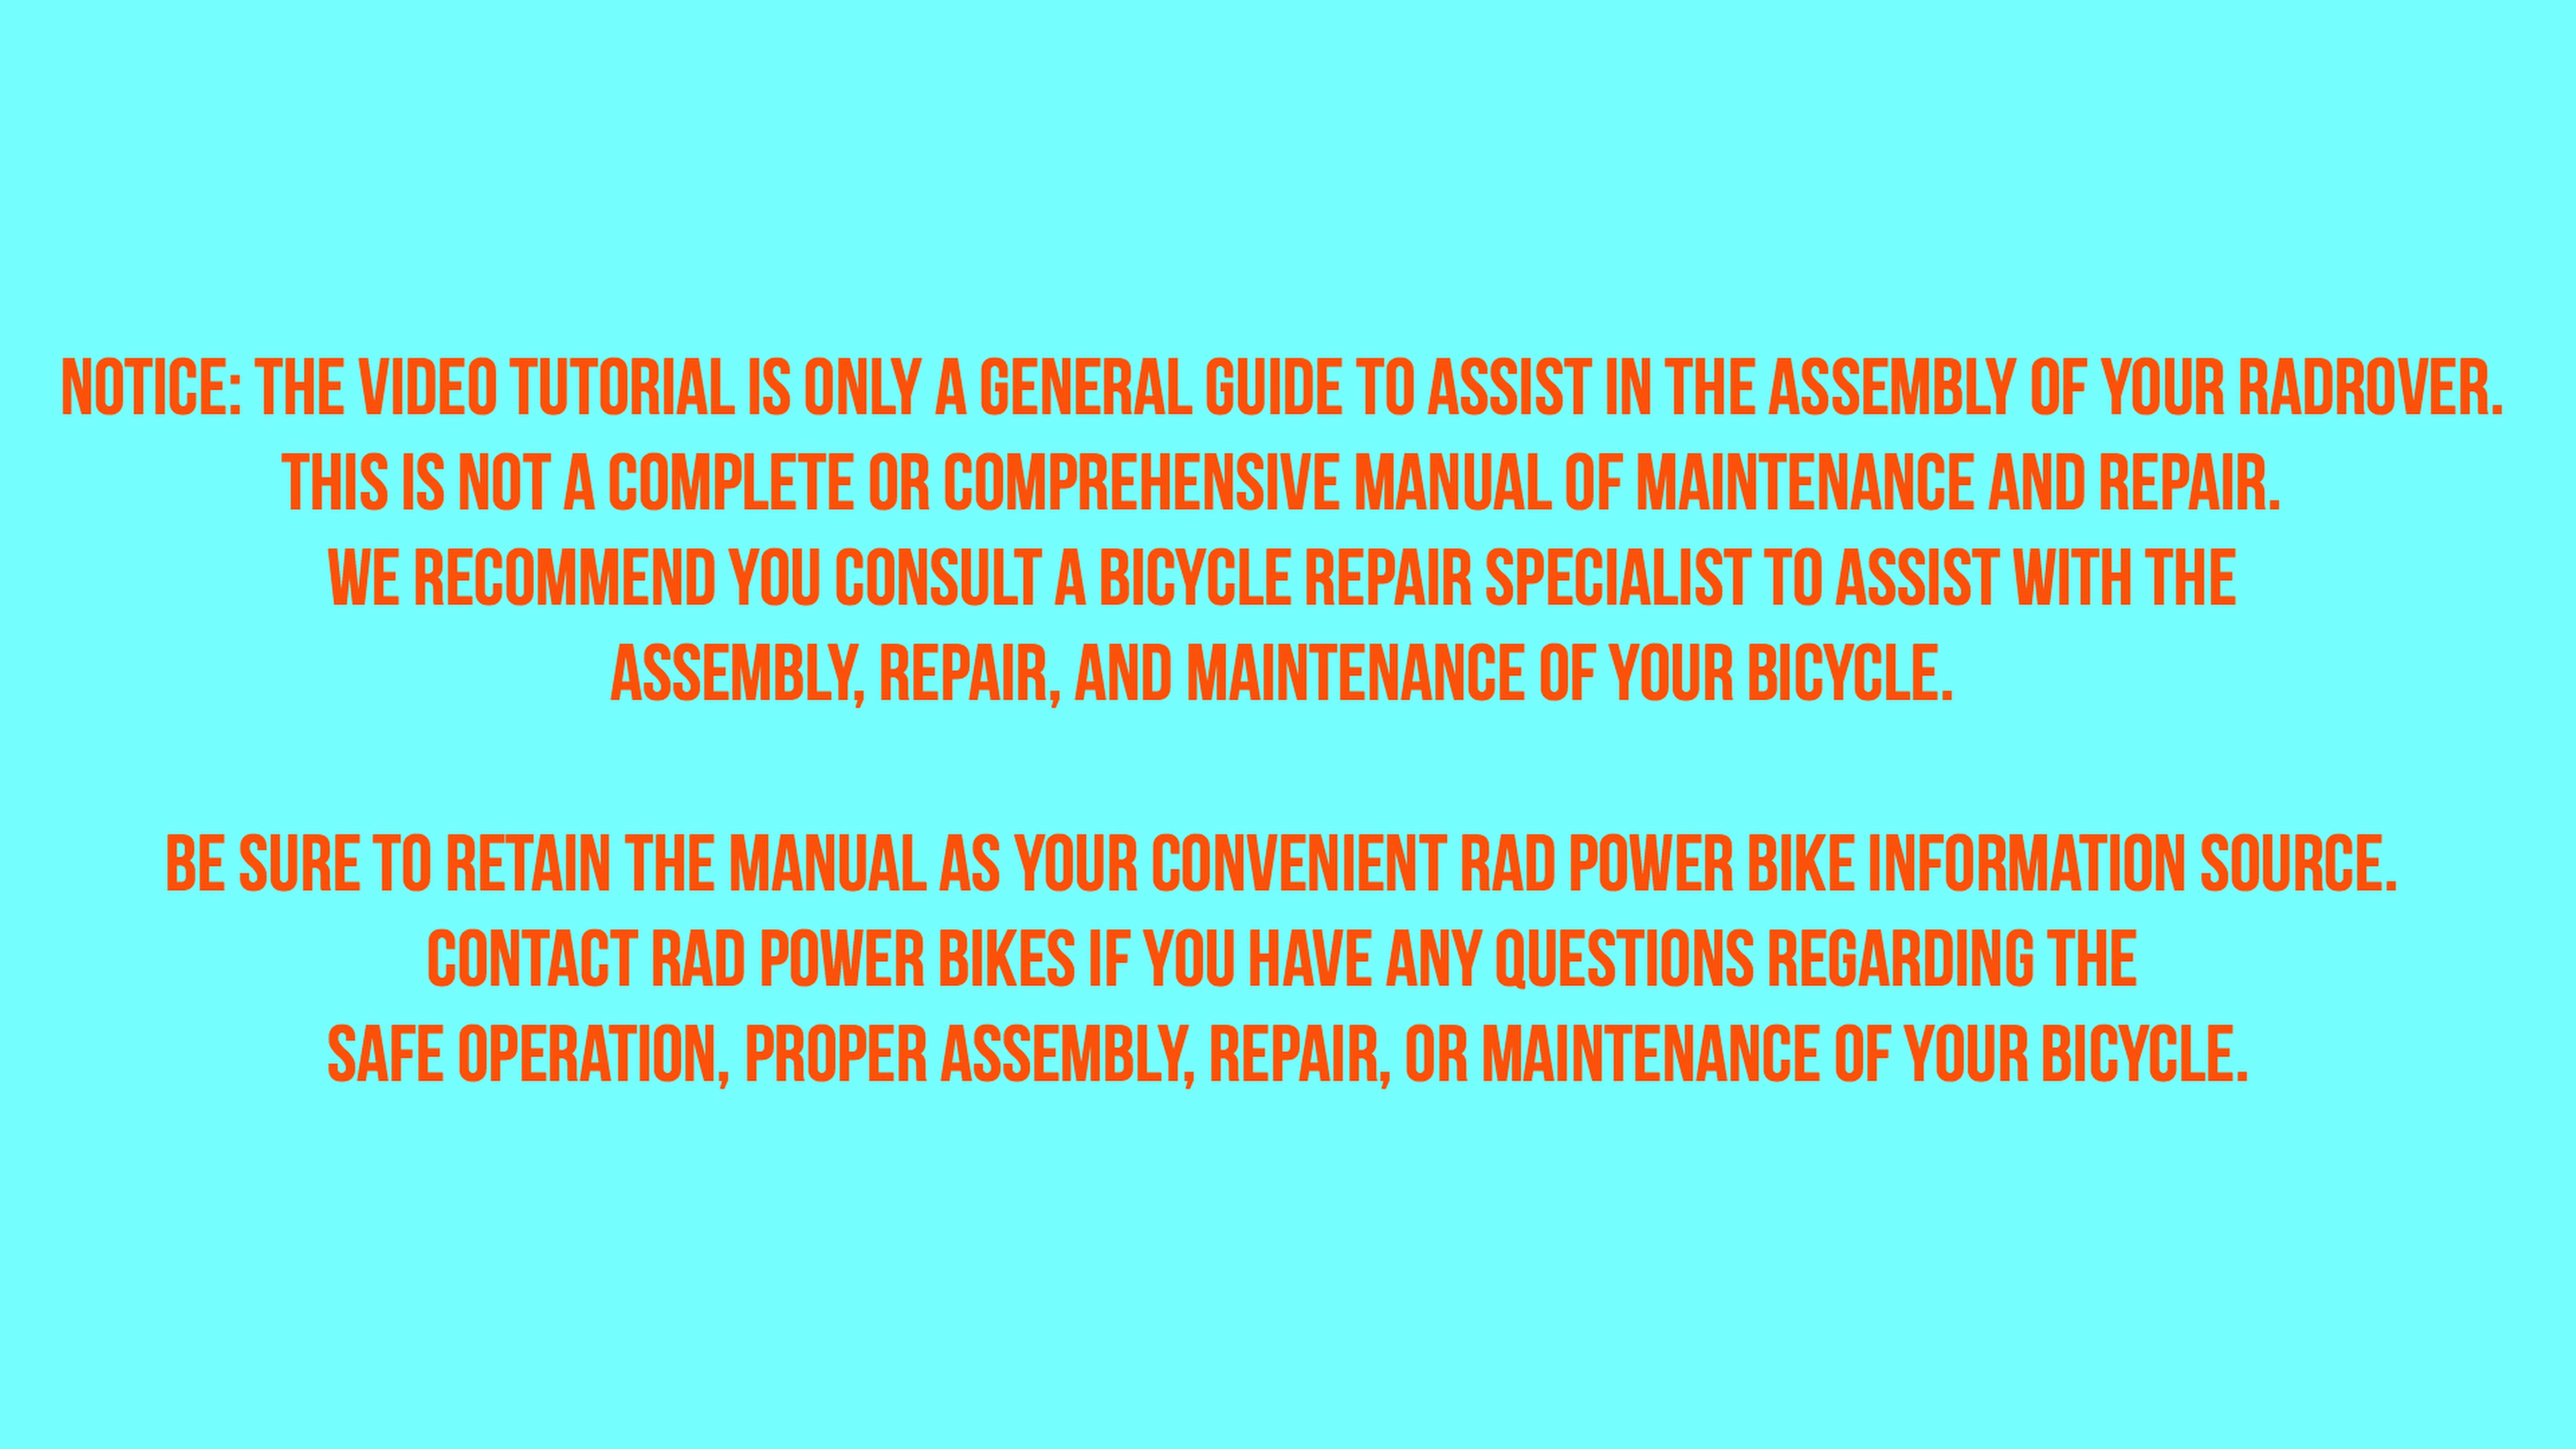 NOTICE: THE VIDEO TUTORIAL IS ONLY A GENERAL GUIDE TO ASSIST IN THE ASSEMBLY OF YOUR RADROVER.
THIS IS NOT A COMPLETE OR COMPREHENSIVE MANUAL OF MAINTENANCE AND REPAIR.
WE RECOMMEND YOU CONSULT A BICYCLE REPAIR SPECIALIST TO ASSIST WITH THE
ASSEMBLY, REPAIR, AND MAINTENANCE OF YOUR BICYCLE.
BE SURE TO RETAIN THE MANUAL AS YOUR CONVENIENT RAD POWER BIKE INFORMATION SOURCE.
CONTACT RAD POWER BIKES IF YOU HAVE ANY QUESTIONS REGARDING THE
SAFE OPERATION, PROPER ASSEMBLY, REPAIR, OR MAINTENANCE OF YOUR BICYCLE.